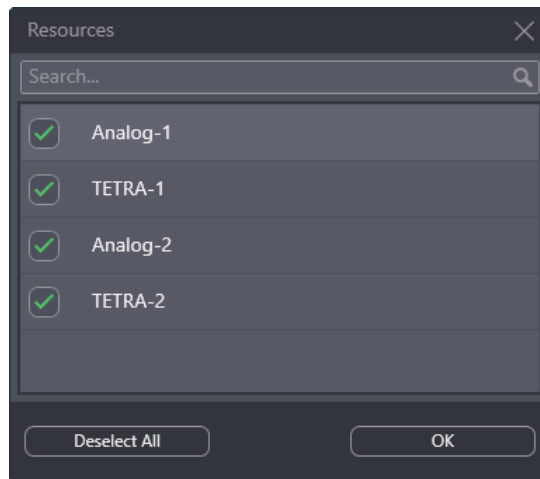 Resources
Search...
Analog-1
TETRA-1
Analog-2
TETRA-2
Deselect All
OK